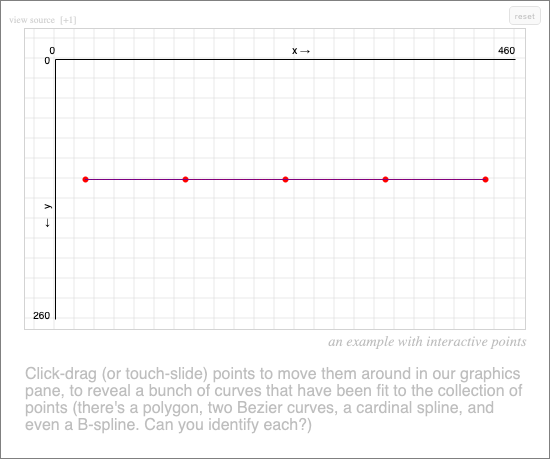 view source [+1]
reset
0
x →
460
0
← y
260
an example with interactive points
Click-drag (or touch-slide) points to move them around in our graphics
pane, to reveal a bunch of curves that have been fit to the collection of
points (there's a polygon, two Bezier curves, a cardinal spline, and
even a B-spline. Can you identify each?)